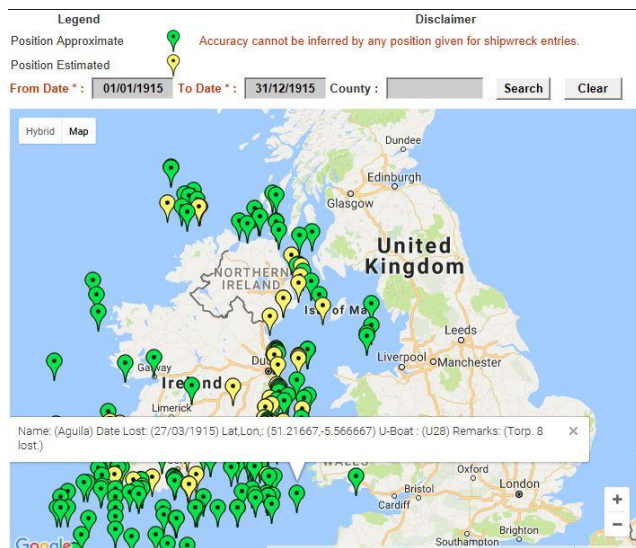 Legend Disclaimer
Position Approximate Accuracy cannot be inferred by any position given for shipwreck entries.
Position Estimated
From Date * : 01/01/1915 To Date * : 31/12/1915 County : Search Clear
Hybrid Map
Dundee
Edinburgh
Glasgow
United
Kingdom
NORTHERN
IRELAND
Isle of Ma
Leeds
Liverpool Manchester
Galway
Ireland
Limerick
Name: (Aguila) Date Lost: (27/03/1915) Lat,Lon,: (51.21667,-5.566667) U-Boat : (U28) Remarks: (Torp. 8
lost.)
×
WALES
Oxford
Bristol London
Cardiff
+
−
Brighton
Southampton
Google